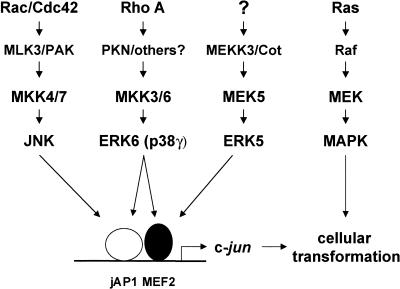 Rac/Cdc42 Rho A ? Ras
MLK3/PAK PKN/others? MEKK3/Cot Raf
MKK4/7 MKK3/6 MEK5 MEK
JNK ERK6 (p38γ) ERK5 MAPK
c-jun cellular
transformation
jAP1 MEF2